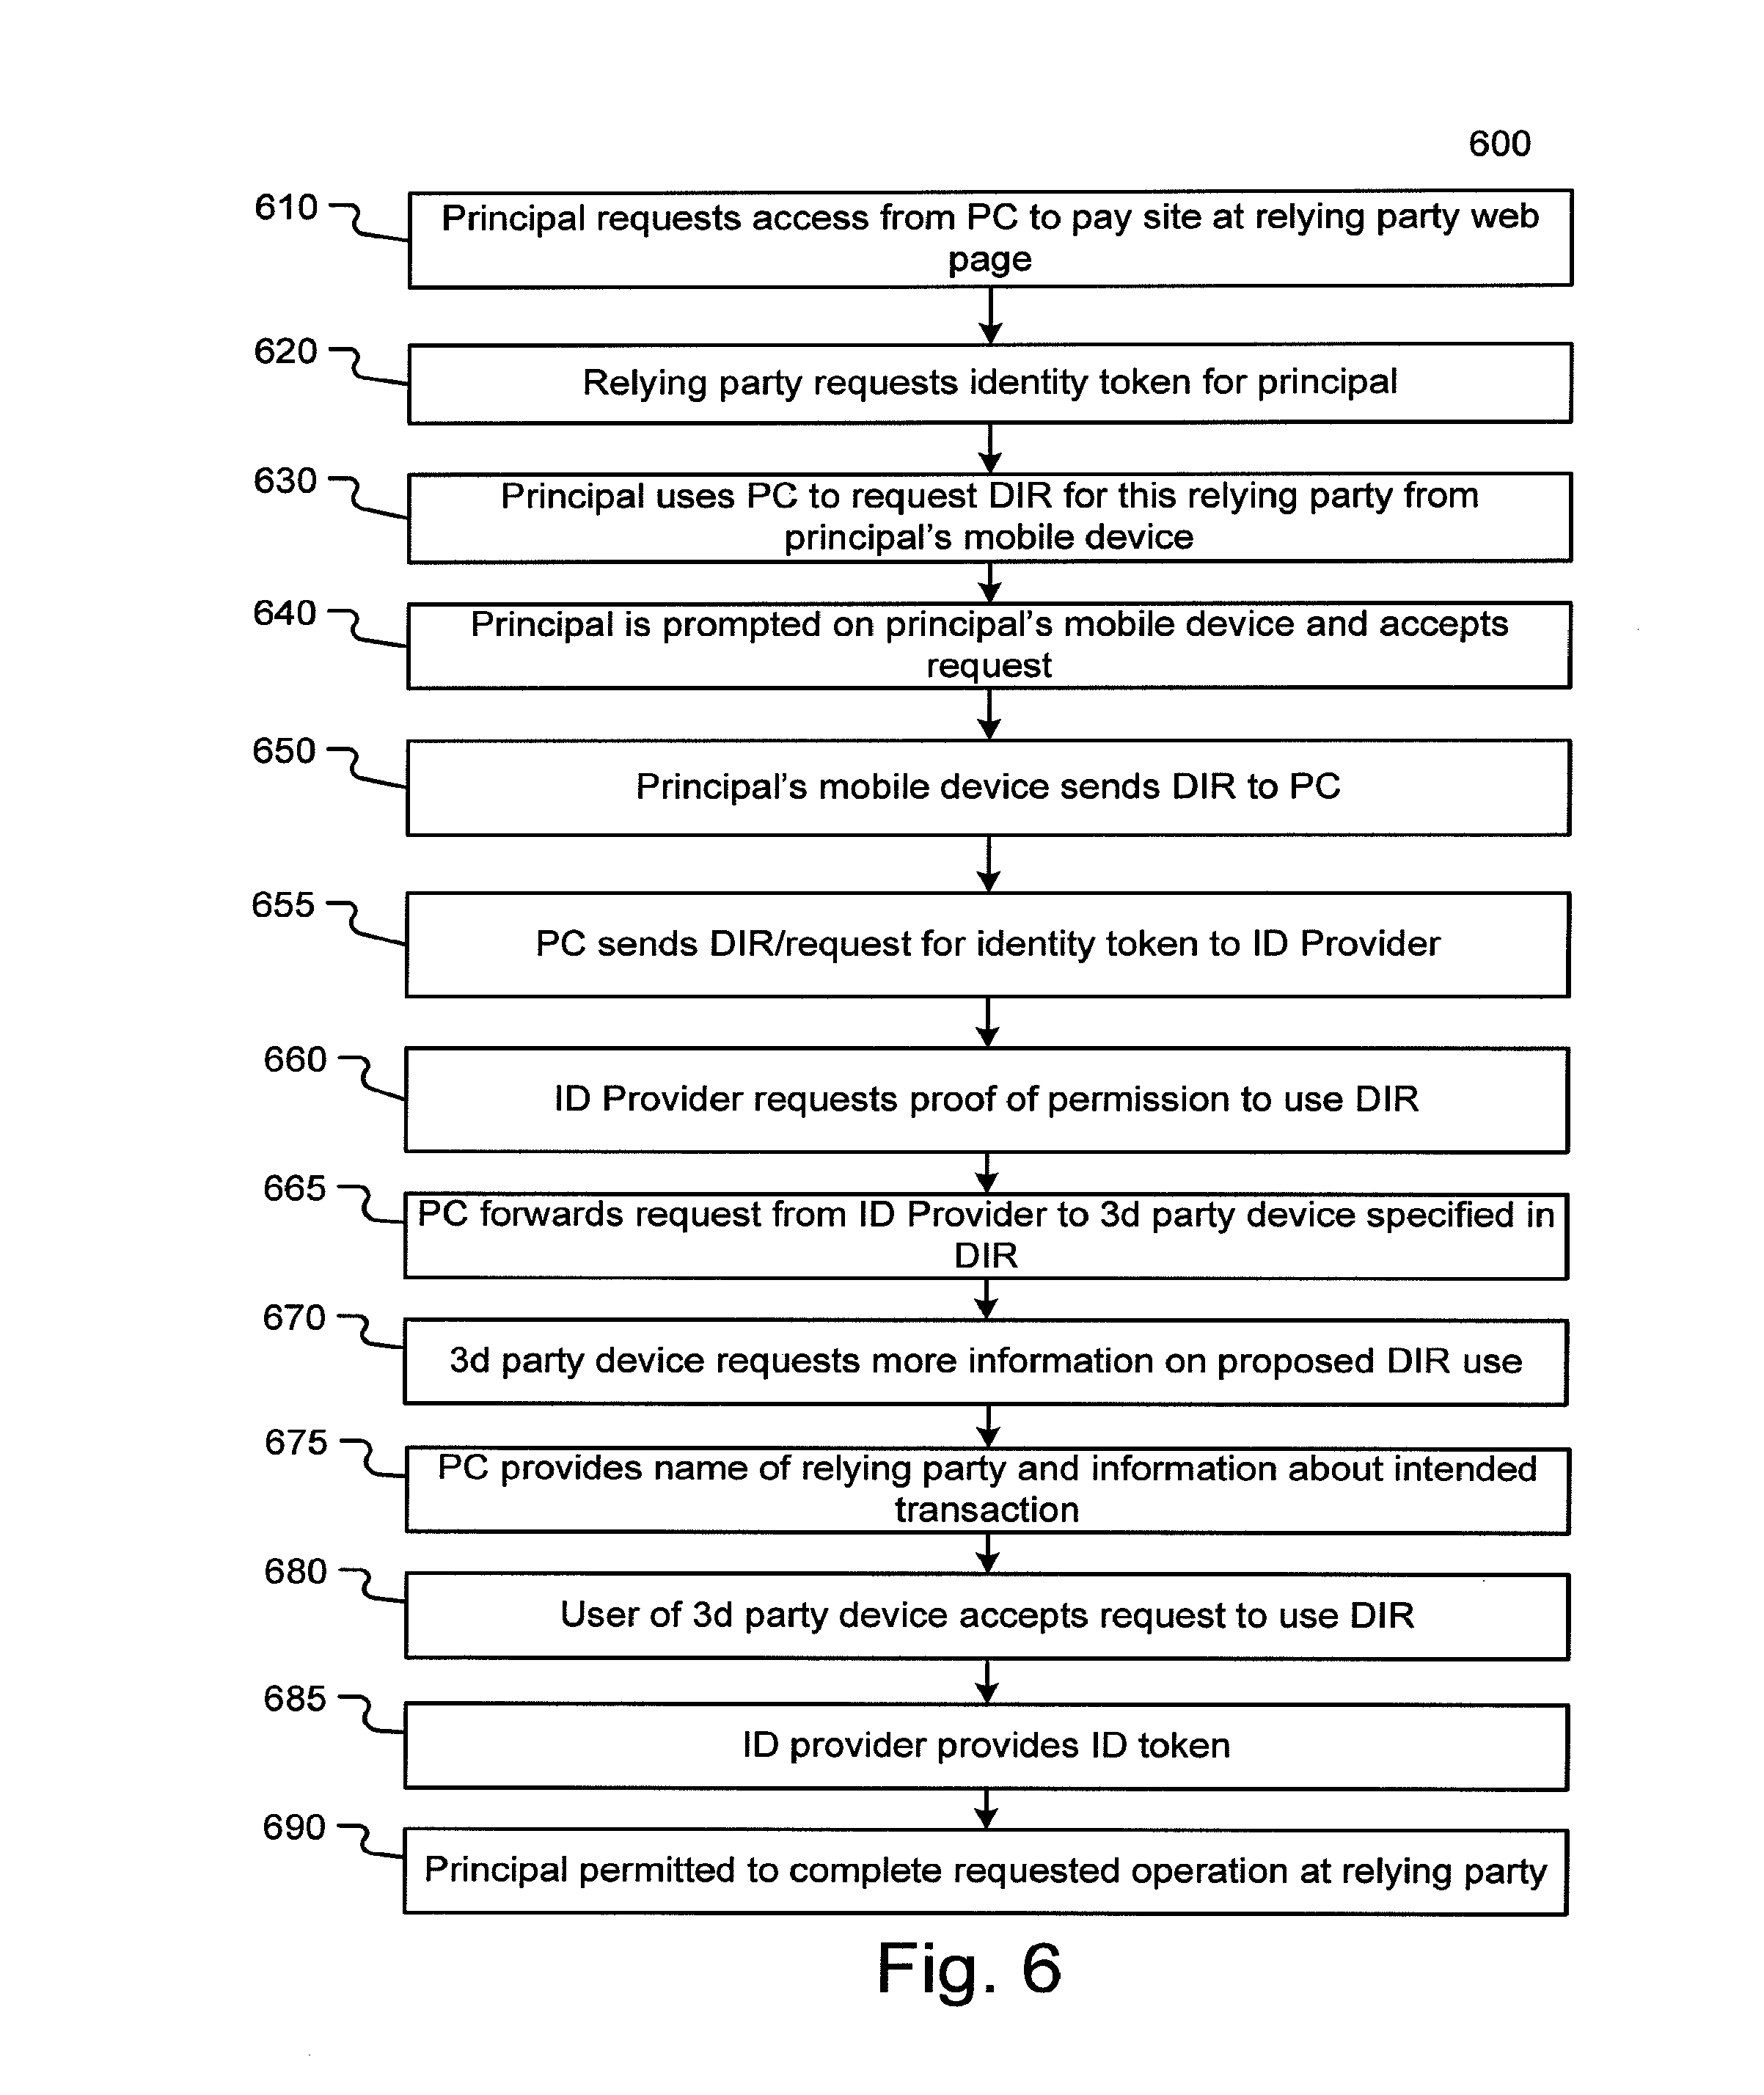 600
610
Principal requests access from PC to pay site at relying party web
page
620
Relying party requests identity token for principal
630
Principal uses PC to request DIR for this relying party from
principal's mobile device
640
Principal is prompted on principal's mobile device and accepts
request
650
Principal's mobile device sends DIR to PC
655
PC sends DIR/request for identity token to ID Provider
660
ID Provider requests proof of permission to use DIR
665
PC forwards request from ID Provider to 3d party device specified in
DIR
670
3d party device requests more information on proposed DIR use
675
PC provides name of relying party and information about intended
transaction
680
User of 3d party device accepts request to use DIR
685
ID provider provides ID token
690
Principal permitted to complete requested operation at relying party
Fig. 6